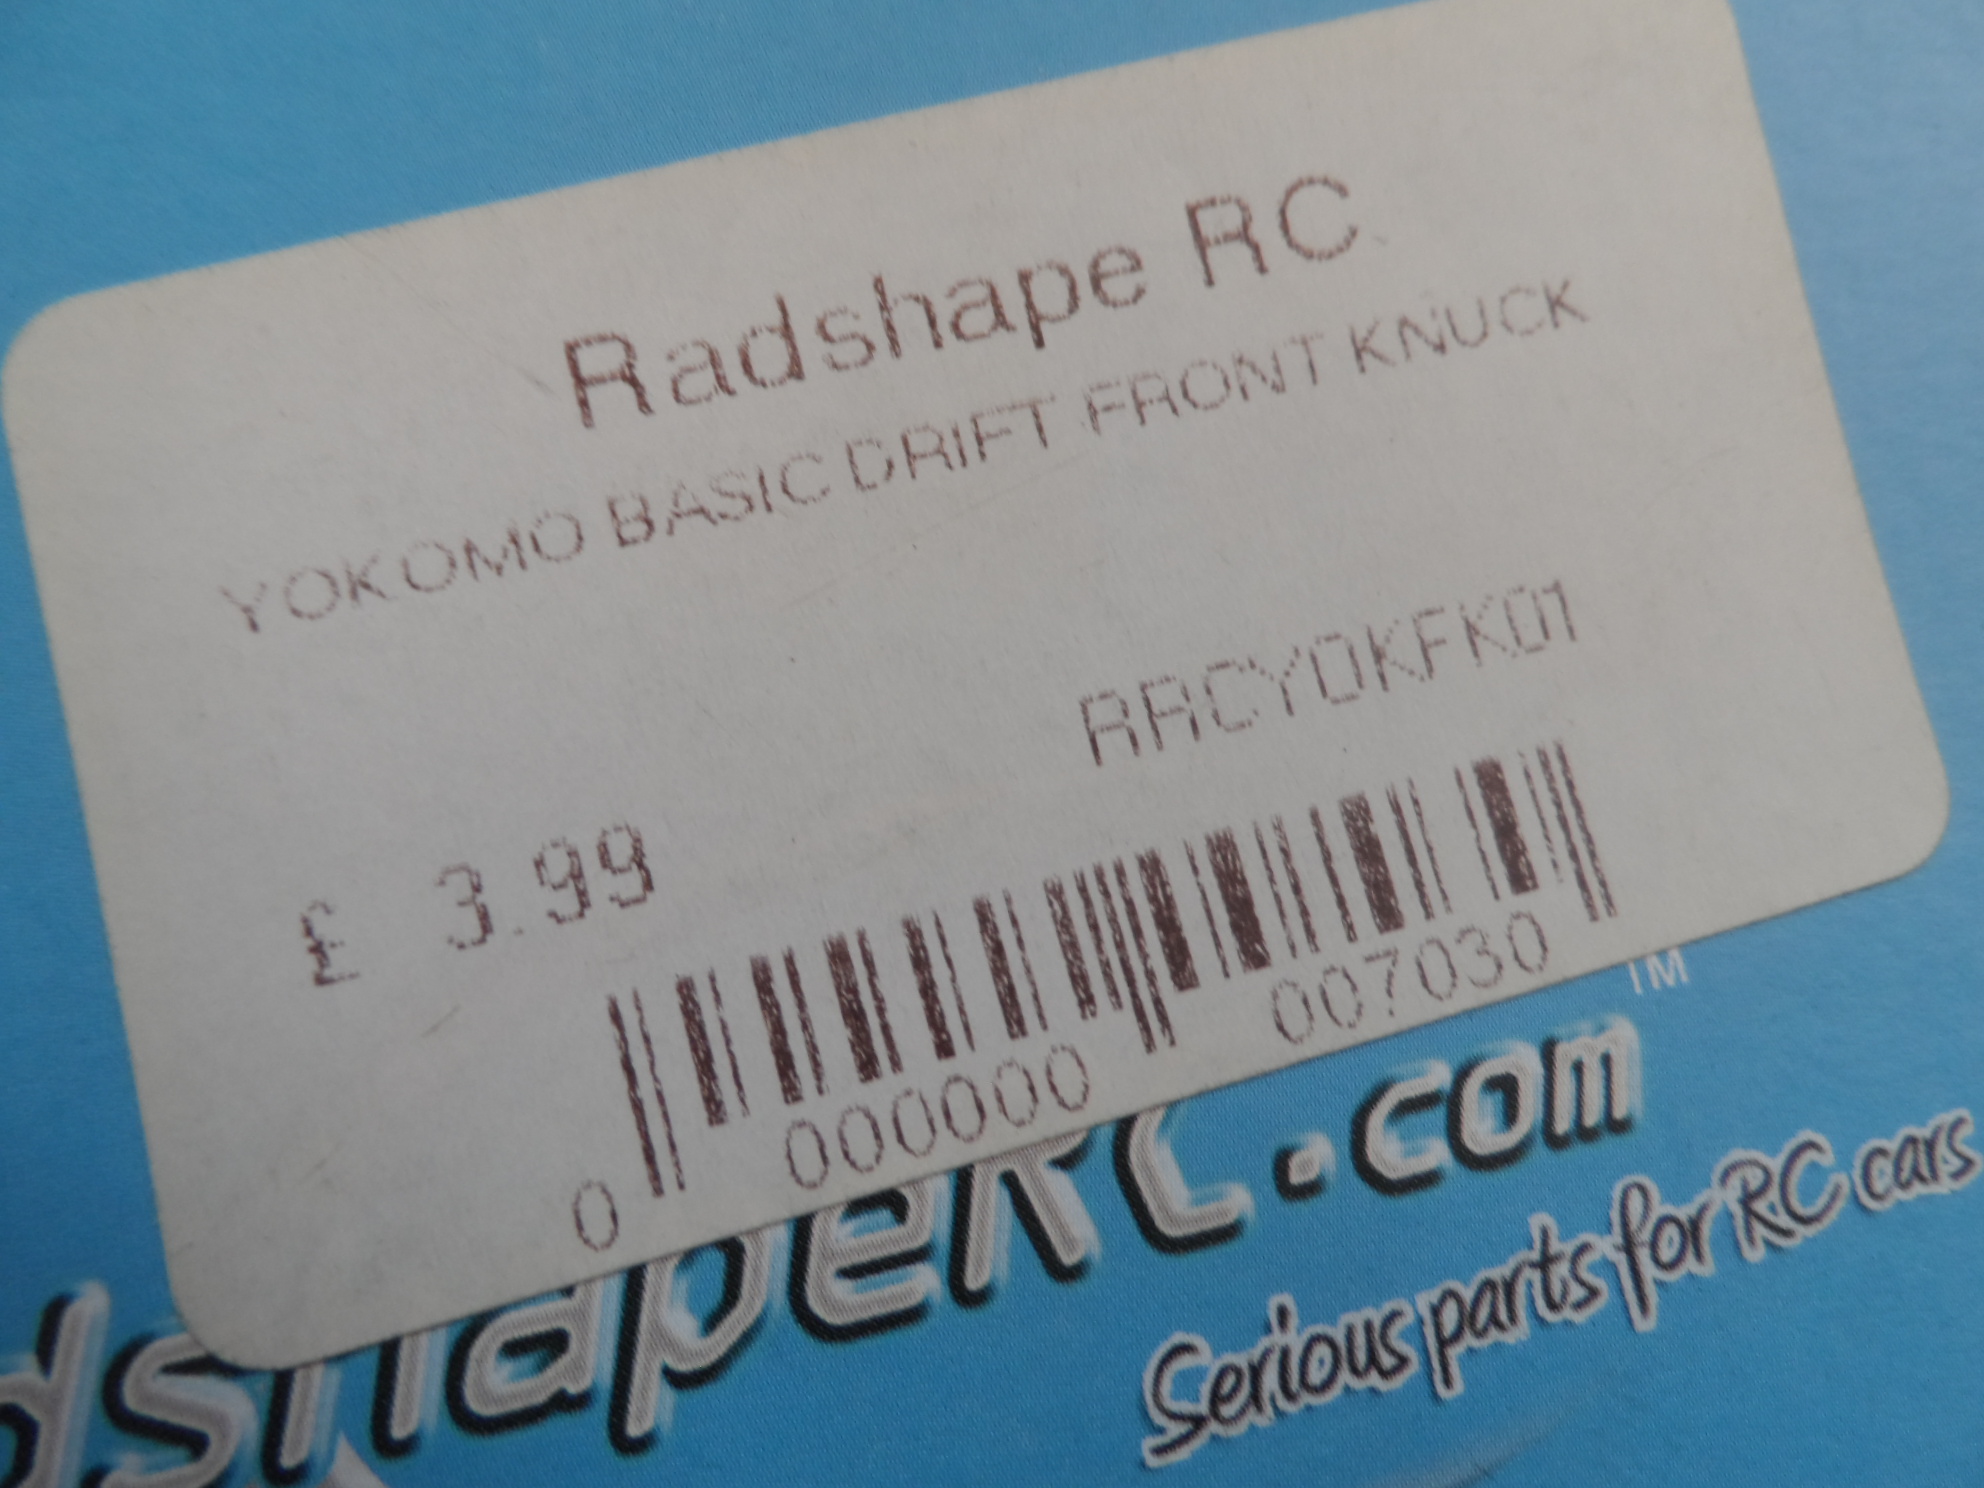 Radshape RC
YOKOMO BASIC DRIFT FRONT KNUCK
RRCYOKFK01
£ 3.99
0 000000 007030
TM
dshapeRC.com
Serious parts for RC cars